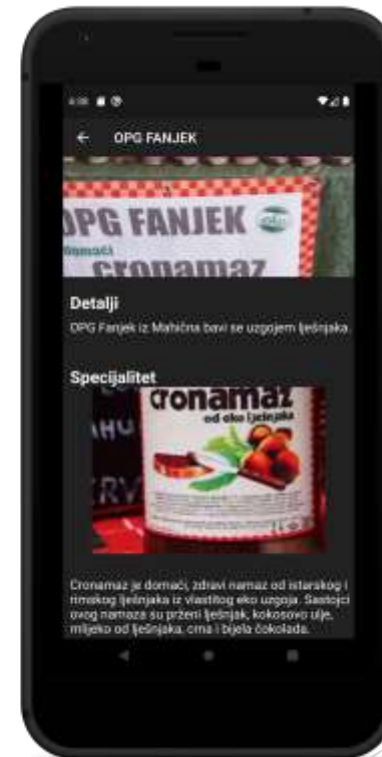 OPG FANJEK
OPG FANJEK
domaći
cronamaz
Detalji
OPG Fanjek iz Mahična bavi se uzgojem lješnjaka.
Specijalitet
cronamaz
od eko lješnjaka
Cronamaz je domaći, zdravi namaz od istarskog i
rimskog lješnjaka iz vlastitog eko uzgoja. Sastojci
ovog namaza su prženi lješnjak, kokosovo ulje,
mlijeko od lješnjaka, crna i bijela čokolada.